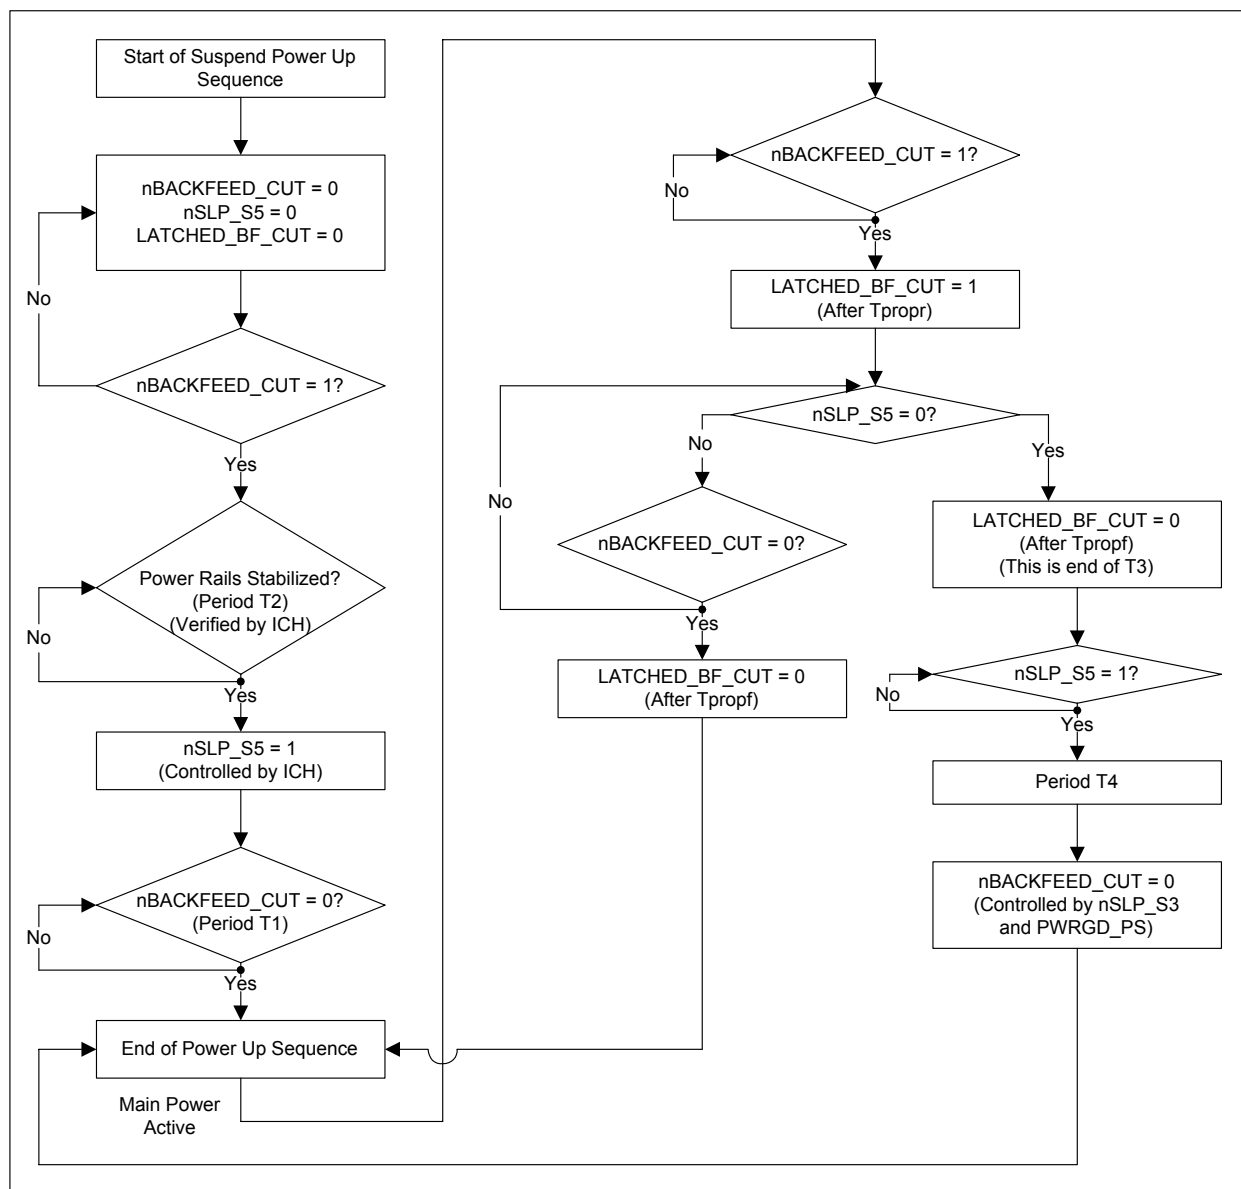 Start of Suspend Power Up
Sequence
nBACKFEED_CUT = 0
nSLP_S5 = 0
LATCHED_BF_CUT = 0
No
nBACKFEED_CUT = 1?
Yes
Power Rails Stabilized?
(Period T2)
(Verified by ICH)
No
Yes
nSLP_S5 = 1
(Controlled by ICH)
nBACKFEED_CUT = 0?
(Period T1)
No
Yes
End of Power Up Sequence
Main Power
Active
nBACKFEED_CUT = 1?
No
Yes
LATCHED_BF_CUT = 1
(After Tpropr)
nSLP_S5 = 0?
No
Yes
No
nBACKFEED_CUT = 0?
Yes
LATCHED_BF_CUT = 0
(After Tpropf)
LATCHED_BF_CUT = 0
(After Tpropf)
(This is end of T3)
nSLP_S5 = 1?
No
Yes
Period T4
nBACKFEED_CUT = 0
(Controlled by nSLP_S3
and PWRGD_PS)